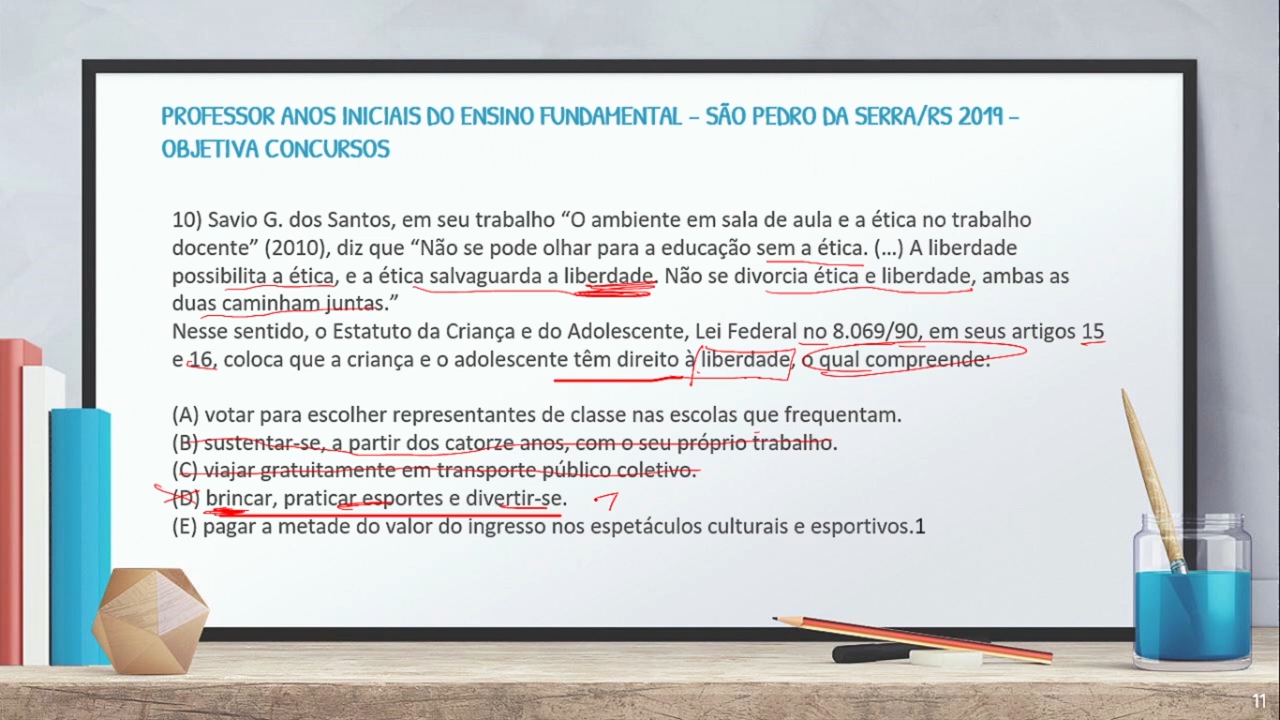 PROFESSOR ANOS INICIAIS DO ENSINO FUNDAMENTAL – SÃO PEDRO DA SERRA/RS 2019 –
OBJETIVA CONCURSOS
10) Savio G. dos Santos, em seu trabalho “O ambiente em sala de aula e a ética no trabalho
docente” (2010), diz que “Não se pode olhar para a educação sem a ética. (...) A liberdade
possibilita a ética, e a ética salvaguarda a liberdade. Não se divorcia ética e liberdade, ambas as
duas caminham juntas.”
Nesse sentido, o Estatuto da Criança e do Adolescente, Lei Federal no 8.069/90, em seus artigos 15
e 16, coloca que a criança e o adolescente têm direito à liberdade, o qual compreende:
(A) votar para escolher representantes de classe nas escolas que frequentam.
(B) sustentar-se, a partir dos catorze anos, com o seu próprio trabalho.
(C) viajar gratuitamente em transporte público coletivo.
(D) brincar, praticar esportes e divertir-se.
(E) pagar a metade do valor do ingresso nos espetáculos culturais e esportivos.1
11